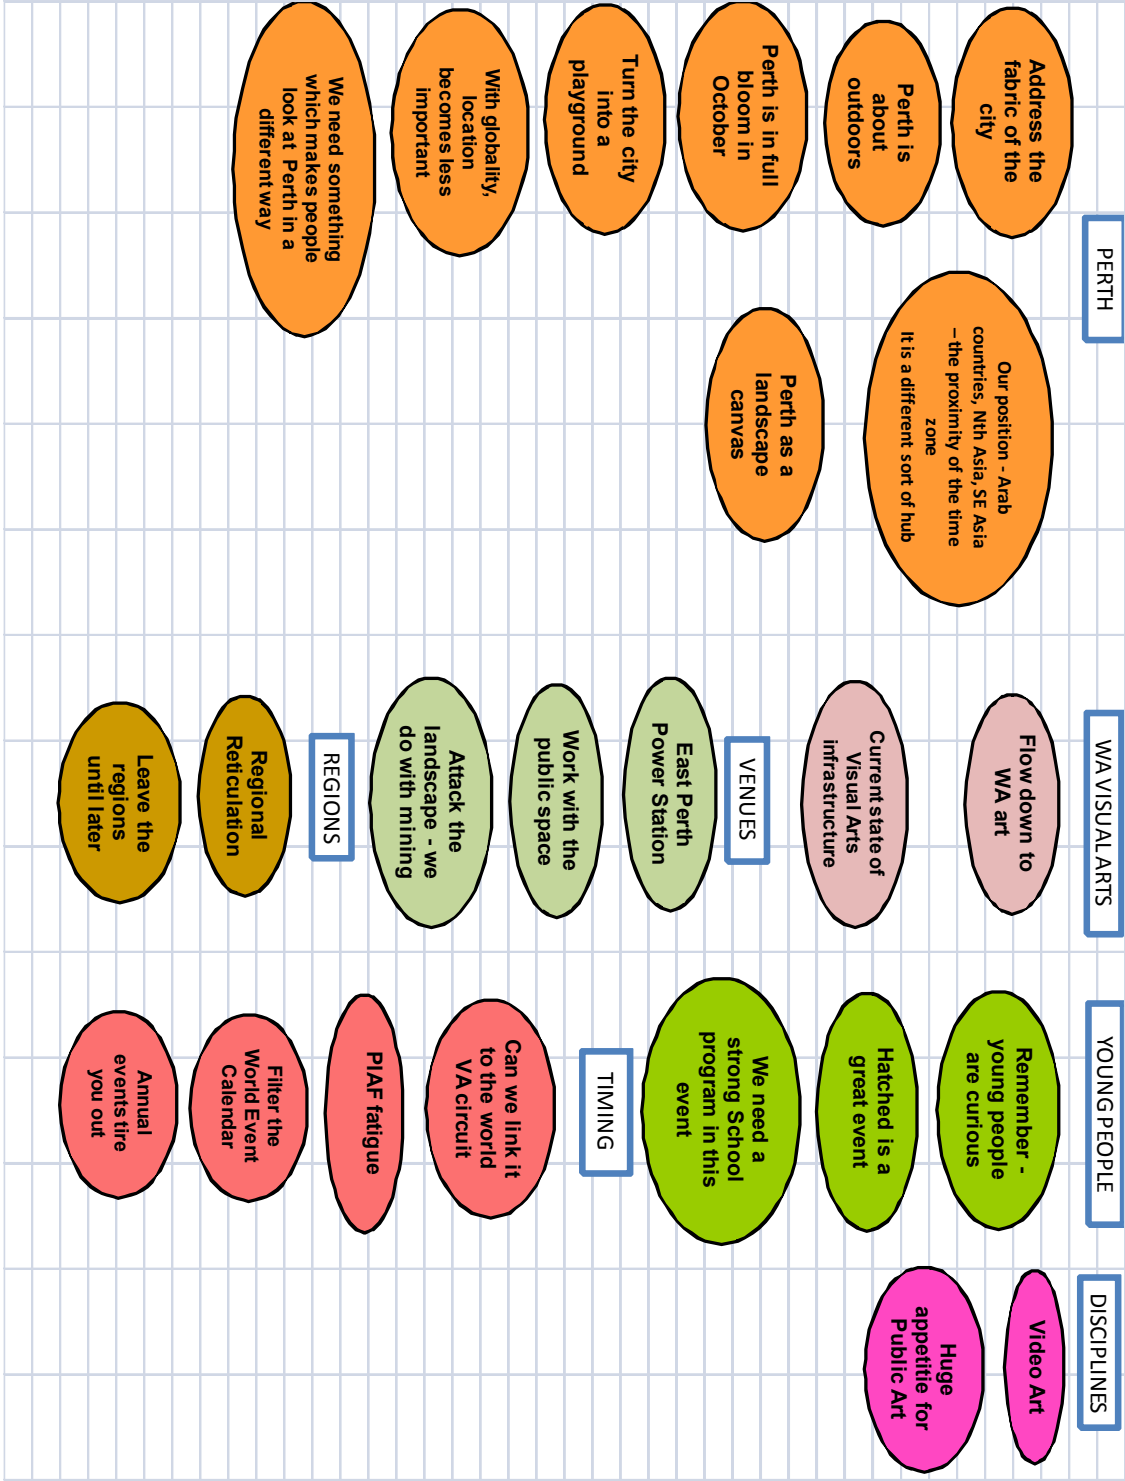 PERTH
Address the
fabric of the
city
Perth is
about
outdoors
Perth is in full
bloom in
October
Turn the city
into a
playground
With globality,
location
becomes less
important
We need something
which makes people
look at Perth in a
different way
Our position - Arab
countries, Nth Asia, SE Asia
– the proximity of the time
zone
It is a different sort of hub
Perth as a
landscape
canvas
WA VISUAL ARTS
Flow down to
WA art
Current state of
Visual Arts
infrastructure
VENUES
East Perth
Power Station
Work with the
public space
Attack the
landscape - we
do with mining
REGIONS
Regional
Reticulation
Leave the
regions
until later
YOUNG PEOPLE
Remember -
young people
are curious
Hatched is a
great event
We need a
strong School
program in this
event
TIMING
Can we link it
to the world
VA circuit
PIAF fatigue
Filter the
World Event
Calendar
Annual
events tire
you out
DISCIPLINES
Video Art
Huge
appetitie for
Public Art